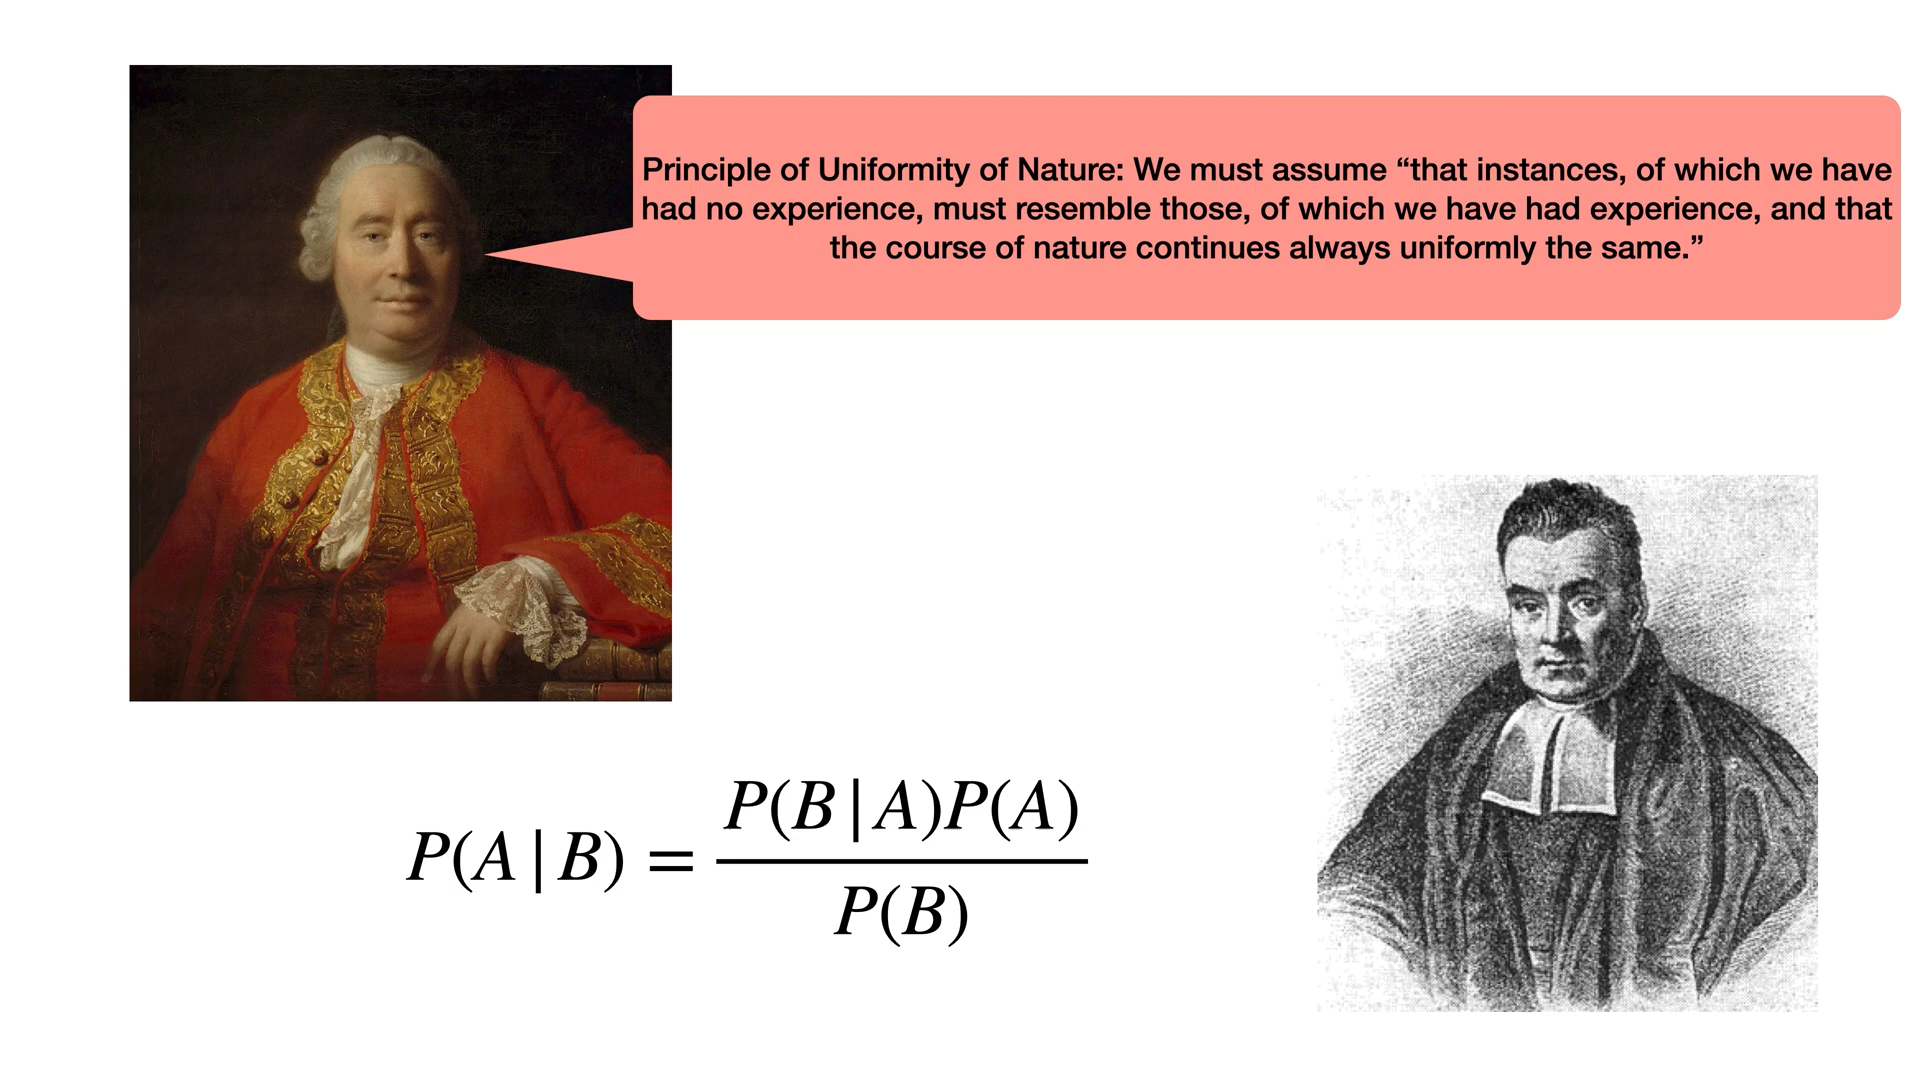 Principle of Uniformity of Nature: We must assume “that instances, of which we have
had no experience, must resemble those, of which we have had experience, and that
the course of nature continues always uniformly the same.”
P(A|B) = P(B|A)P(A) / P(B)